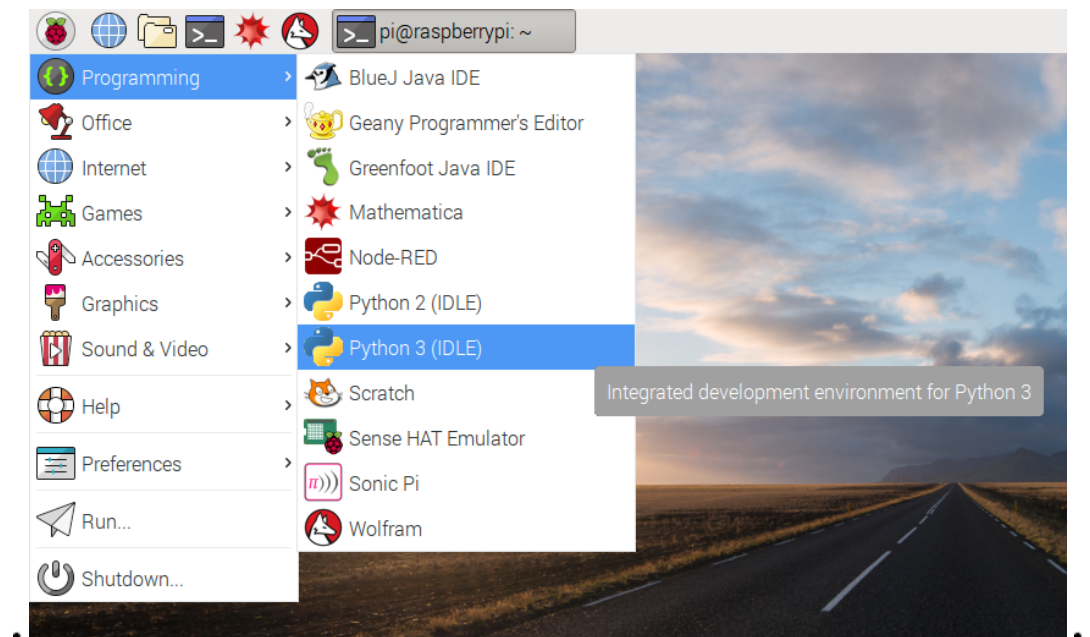 pi@raspberrypi: ~
Programming
Office
Internet
Games
Accessories
Graphics
Sound & Video
Help
Preferences
Run...
Shutdown...
BlueJ Java IDE
Geany Programmer's Editor
Greenfoot Java IDE
Mathematica
Node-RED
Python 2 (IDLE)
Python 3 (IDLE)
Scratch
Sense HAT Emulator
Sonic Pi
Wolfram
Integrated development environment for Python 3